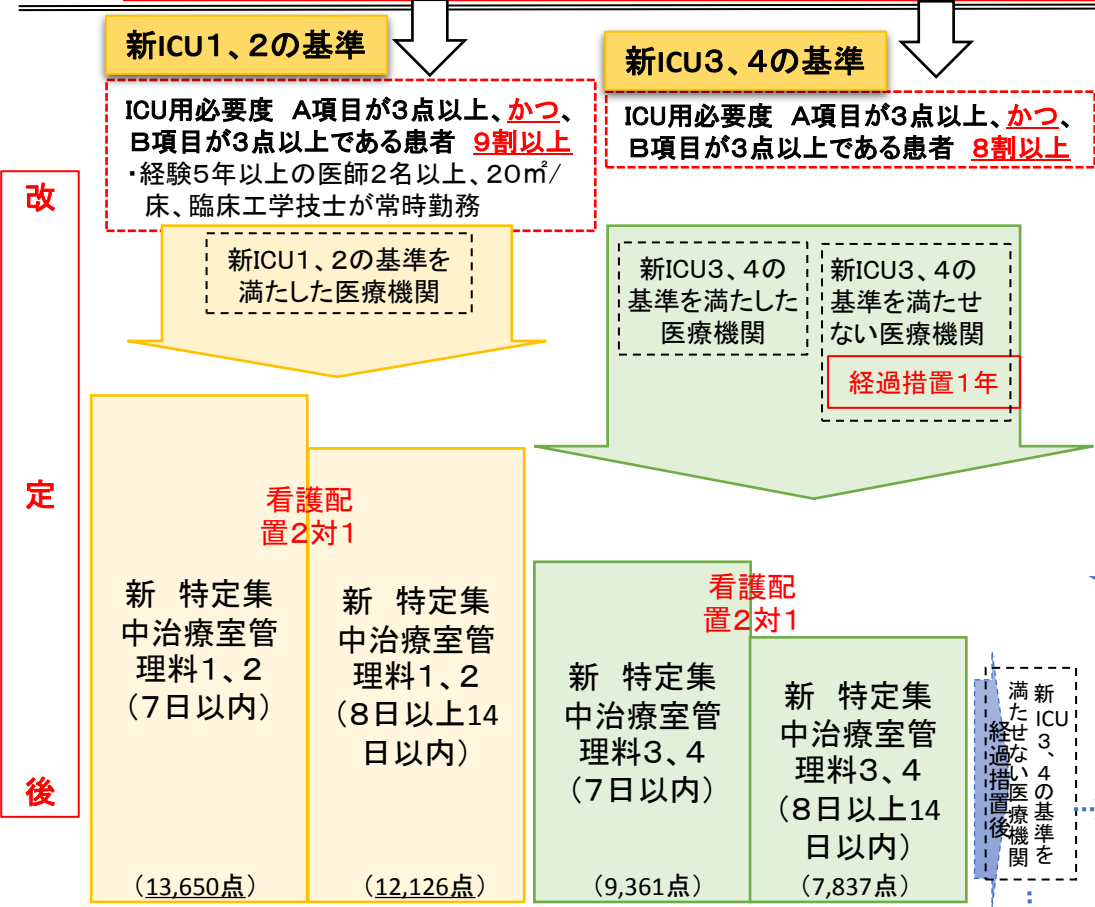 新ICU1、2の基準
ICU用必要度　A項目が3点以上、かつ、
B項目が3点以上である患者　9割以上
・経験5年以上の医師2名以上、20㎡/
床、臨床工学技士が常時勤務
新ICU3、4の基準
ICU用必要度　A項目が3点以上、かつ、
B項目が3点以上である患者　8割以上
改
定
後
新ICU1、2の基準を
満たした医療機関
新ICU3、4の
基準を満たした
医療機関
新ICU3、4の
基準を満たせ
ない医療機関
経過措置1年
看護配
置2対1
新　特定集
中治療室管
理料1、2
（7日以内）
（13,650点）
新　特定集
中治療室管
理料1、2
（8日以上14
日以内）
（12,126点）
看護配
置2対1
新　特定集
中治療室管
理料3、4
（7日以内）
（9,361点）
新　特定集
中治療室管
理料3、4
（8日以上14
日以内）
（7,837点）
新ICU3、4の基準を
満たせない医療機関
経過措置後